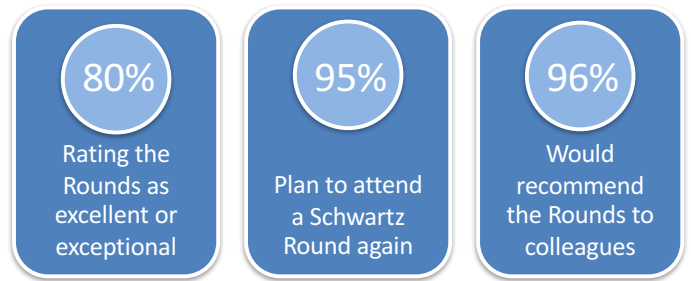 80%
Rating the
Rounds as
excellent or
exceptional
95%
Plan to attend
a Schwartz
Round again
96%
Would
recommend
the Rounds to
colleagues